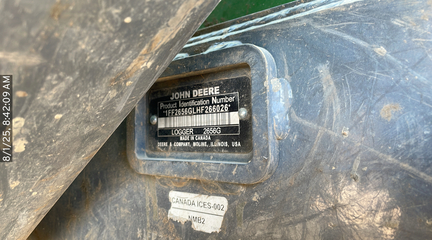 8/1/25, 8:42:09 AM
JOHN DEERE
Product Identification Number
*1FF2656GLHF266026*
LOGGER 2656G
MADE IN CANADA
DEERE & COMPANY, MOLINE, ILLINOIS, USA
CANADA ICES-002
NMB2